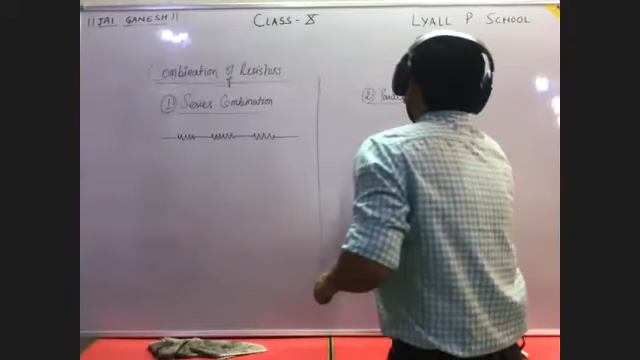 ||JAI GANESH||
CLASS-X
LYALL P SCHOOL
Combination of Resistors
① Series Combination
②